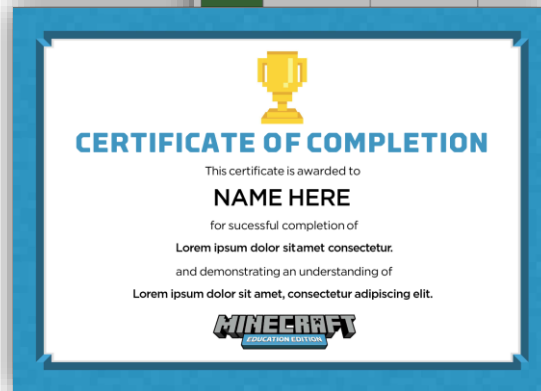 CERTIFICATE OF COMPLETION
This certificate is awarded to
NAME HERE
for sucessful completion of
Lorem ipsum dolor sitamet consectetur.
and demonstrating an understanding of
Lorem ipsum dolor sit amet, consectetur adipiscing elit.
MINECRAFT
EDUCATION EDITION